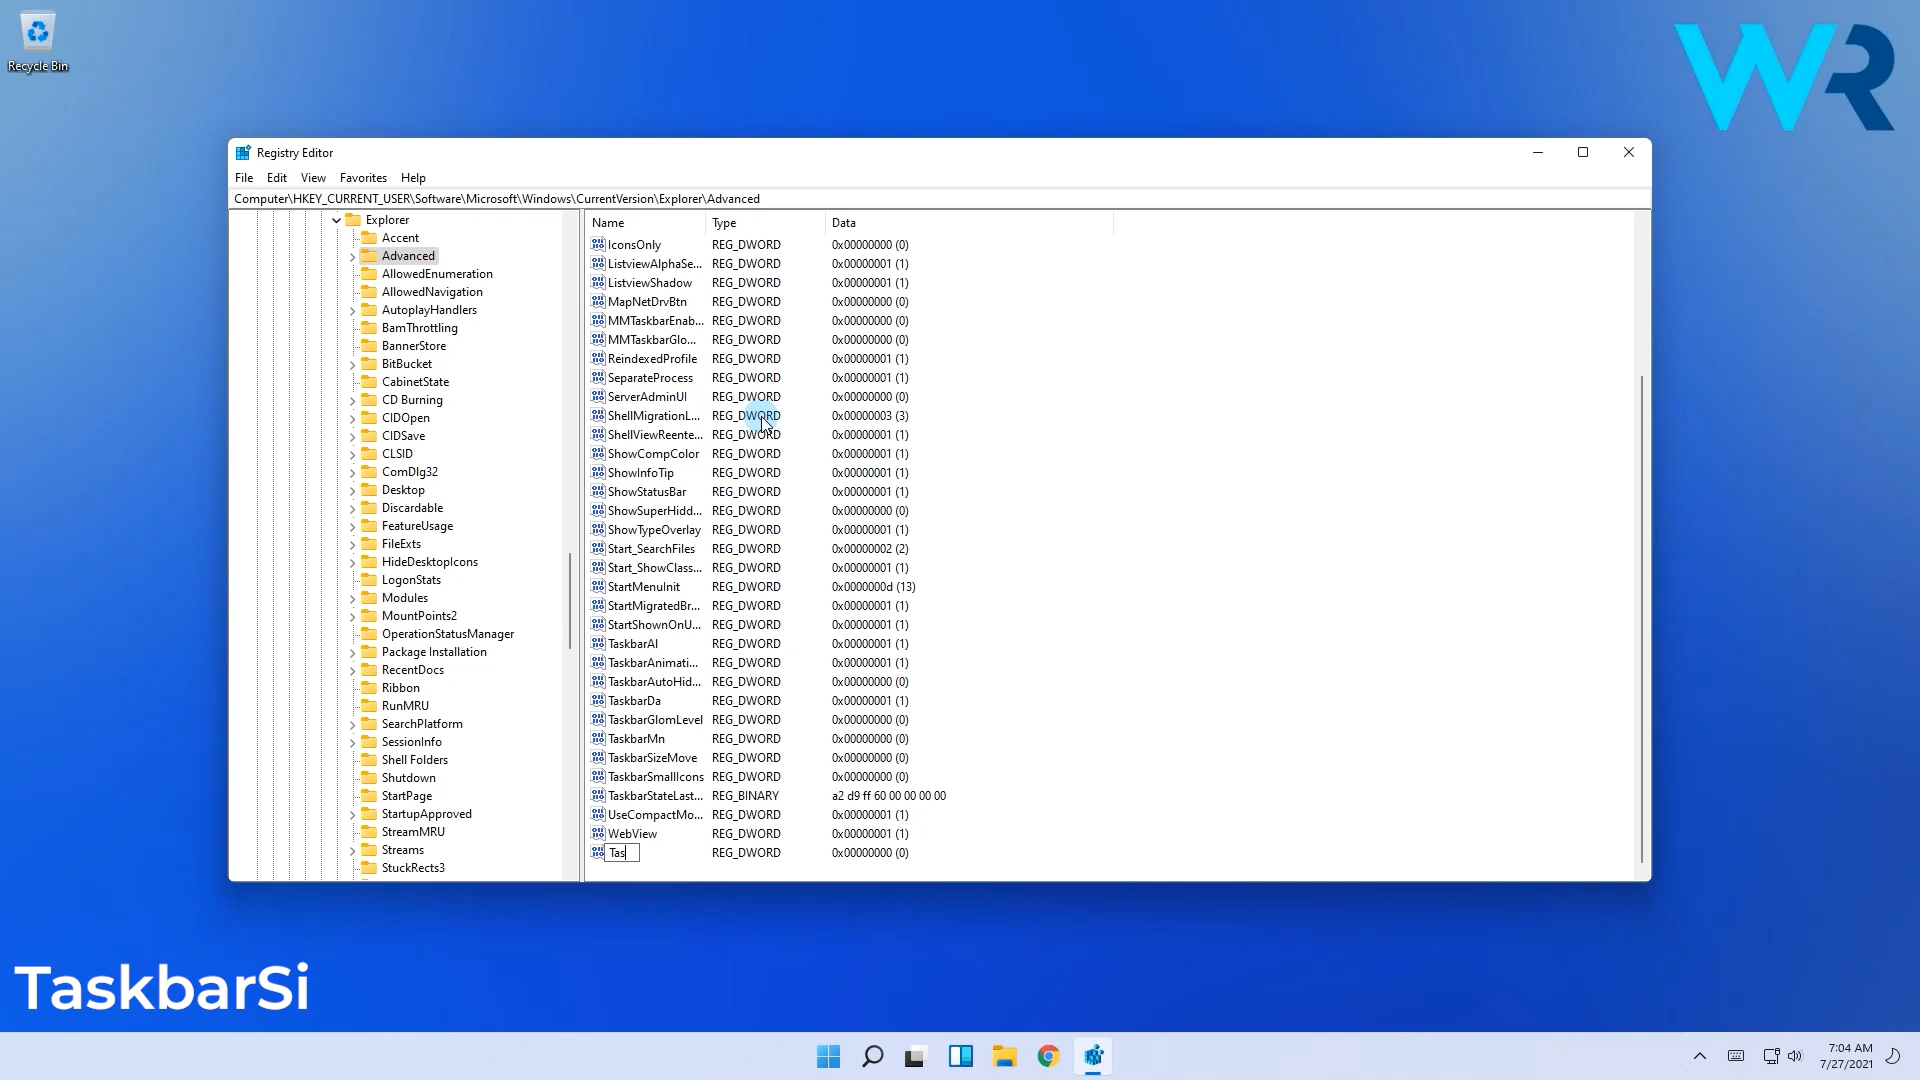 Recycle Bin
WR
Registry Editor
File Edit View Favorites Help
Computer\HKEY_CURRENT_USER\Software\Microsoft\Windows\CurrentVersion\Explorer\Advanced
Explorer
Accent
Advanced
AllowedEnumeration
AllowedNavigation
AutoplayHandlers
BamThrottling
BannerStore
BitBucket
CabinetState
CD Burning
CIDOpen
CIDSave
CLSID
ComDlg32
Desktop
Discardable
FeatureUsage
FileExts
HideDesktopIcons
LogonStats
Modules
MountPoints2
OperationStatusManager
Package Installation
RecentDocs
Ribbon
RunMRU
SearchPlatform
SessionInfo
Shell Folders
Shutdown
StartPage
StartupApproved
StreamMRU
Streams
StuckRects3
Name Type Data
IconsOnly REG_DWORD 0x00000000 (0)
ListviewAlphaSe... REG_DWORD 0x00000001 (1)
ListviewShadow REG_DWORD 0x00000001 (1)
MapNetDrvBtn REG_DWORD 0x00000000 (0)
MMTaskbarEnab... REG_DWORD 0x00000000 (0)
MMTaskbarGlo... REG_DWORD 0x00000000 (0)
ReindexedProfile REG_DWORD 0x00000001 (1)
SeparateProcess REG_DWORD 0x00000001 (1)
ServerAdminUI REG_DWORD 0x00000000 (0)
ShellMigrationL... REG_DWORD 0x00000003 (3)
ShellViewReente... REG_DWORD 0x00000001 (1)
ShowCompColor REG_DWORD 0x00000001 (1)
ShowInfoTip REG_DWORD 0x00000001 (1)
ShowStatusBar REG_DWORD 0x00000001 (1)
ShowSuperHidd... REG_DWORD 0x00000000 (0)
ShowTypeOverlay REG_DWORD 0x00000001 (1)
Start_SearchFiles REG_DWORD 0x00000002 (2)
Start_ShowClass... REG_DWORD 0x00000001 (1)
StartMenuInit REG_DWORD 0x0000000d (13)
StartMigratedBr... REG_DWORD 0x00000001 (1)
StartShownOnU... REG_DWORD 0x00000001 (1)
TaskbarAl REG_DWORD 0x00000001 (1)
TaskbarAnimati... REG_DWORD 0x00000001 (1)
TaskbarAutoHid... REG_DWORD 0x00000000 (0)
TaskbarDa REG_DWORD 0x00000001 (1)
TaskbarGlomLevel REG_DWORD 0x00000000 (0)
TaskbarMn REG_DWORD 0x00000000 (0)
TaskbarSizeMove REG_DWORD 0x00000000 (0)
TaskbarSmallIcons REG_DWORD 0x00000000 (0)
TaskbarStateLast... REG_BINARY a2 d9 ff 60 00 00 00 00
UseCompactMo... REG_DWORD 0x00000001 (1)
WebView REG_DWORD 0x00000001 (1)
Tas REG_DWORD 0x00000000 (0)
TaskbarSi
7:04 AM
7/27/2021